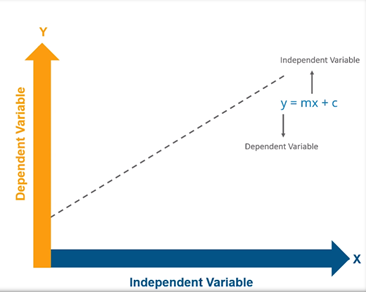 Y
Independent Variable
y = mx + c
Dependent Variable
Dependent Variable
X
Independent Variable